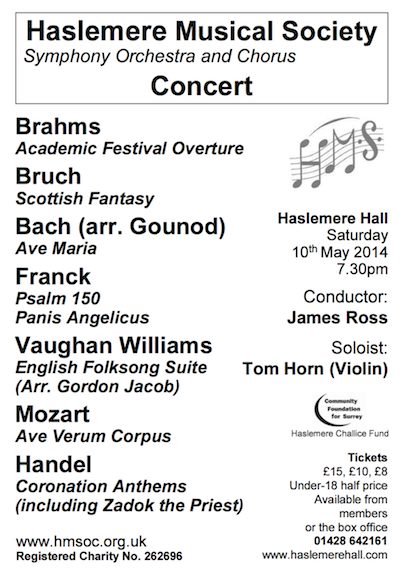 Haslemere Musical Society
Symphony Orchestra and Chorus
Concert
Brahms
Academic Festival Overture
Bruch
Scottish Fantasy
Bach (arr. Gounod)
Ave Maria
Franck
Psalm 150
Panis Angelicus
Vaughan Williams
English Folksong Suite
(Arr. Gordon Jacob)
Mozart
Ave Verum Corpus
Handel
Coronation Anthems
(including Zadok the Priest)
www.hmsoc.org.uk
Registered Charity No. 262696
HMS
Haslemere Hall
Saturday
10th May 2014
7.30pm
Conductor:
James Ross
Soloist:
Tom Horn (Violin)
Community
Foundation
for Surrey
Haslemere Challice Fund
Tickets
£15, £10, £8
Under-18 half price
Available from
members
or the box office
01428 642161
www.haslemerehall.com